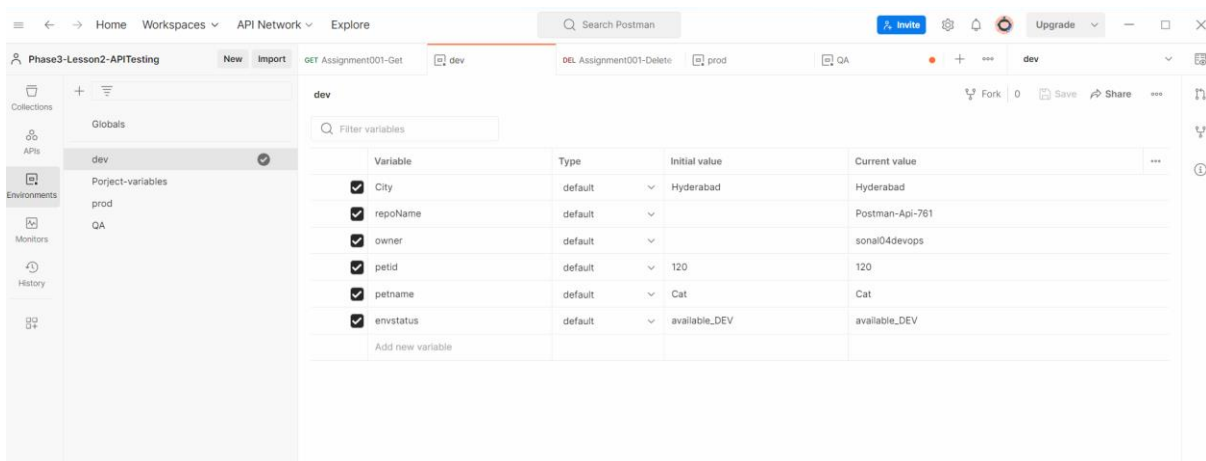 Home Workspaces API Network Explore Search Postman Invite Upgrade
Phase3-Lesson2-APITesting New Import GET Assignment001-Get dev DEL Assignment001-Delete prod QA dev
Collections
APIs
Environments
Monitors
History
Globals
dev
Porject-variables
prod
QA
dev Fork 0 Save Share
Filter variables
Variable Type Initial value Current value
City default Hyderabad Hyderabad
repoName default Postman-Api-761
owner default sonal04devops
petid default 120 120
petname default Cat Cat
envstatus default available_DEV available_DEV
Add new variable